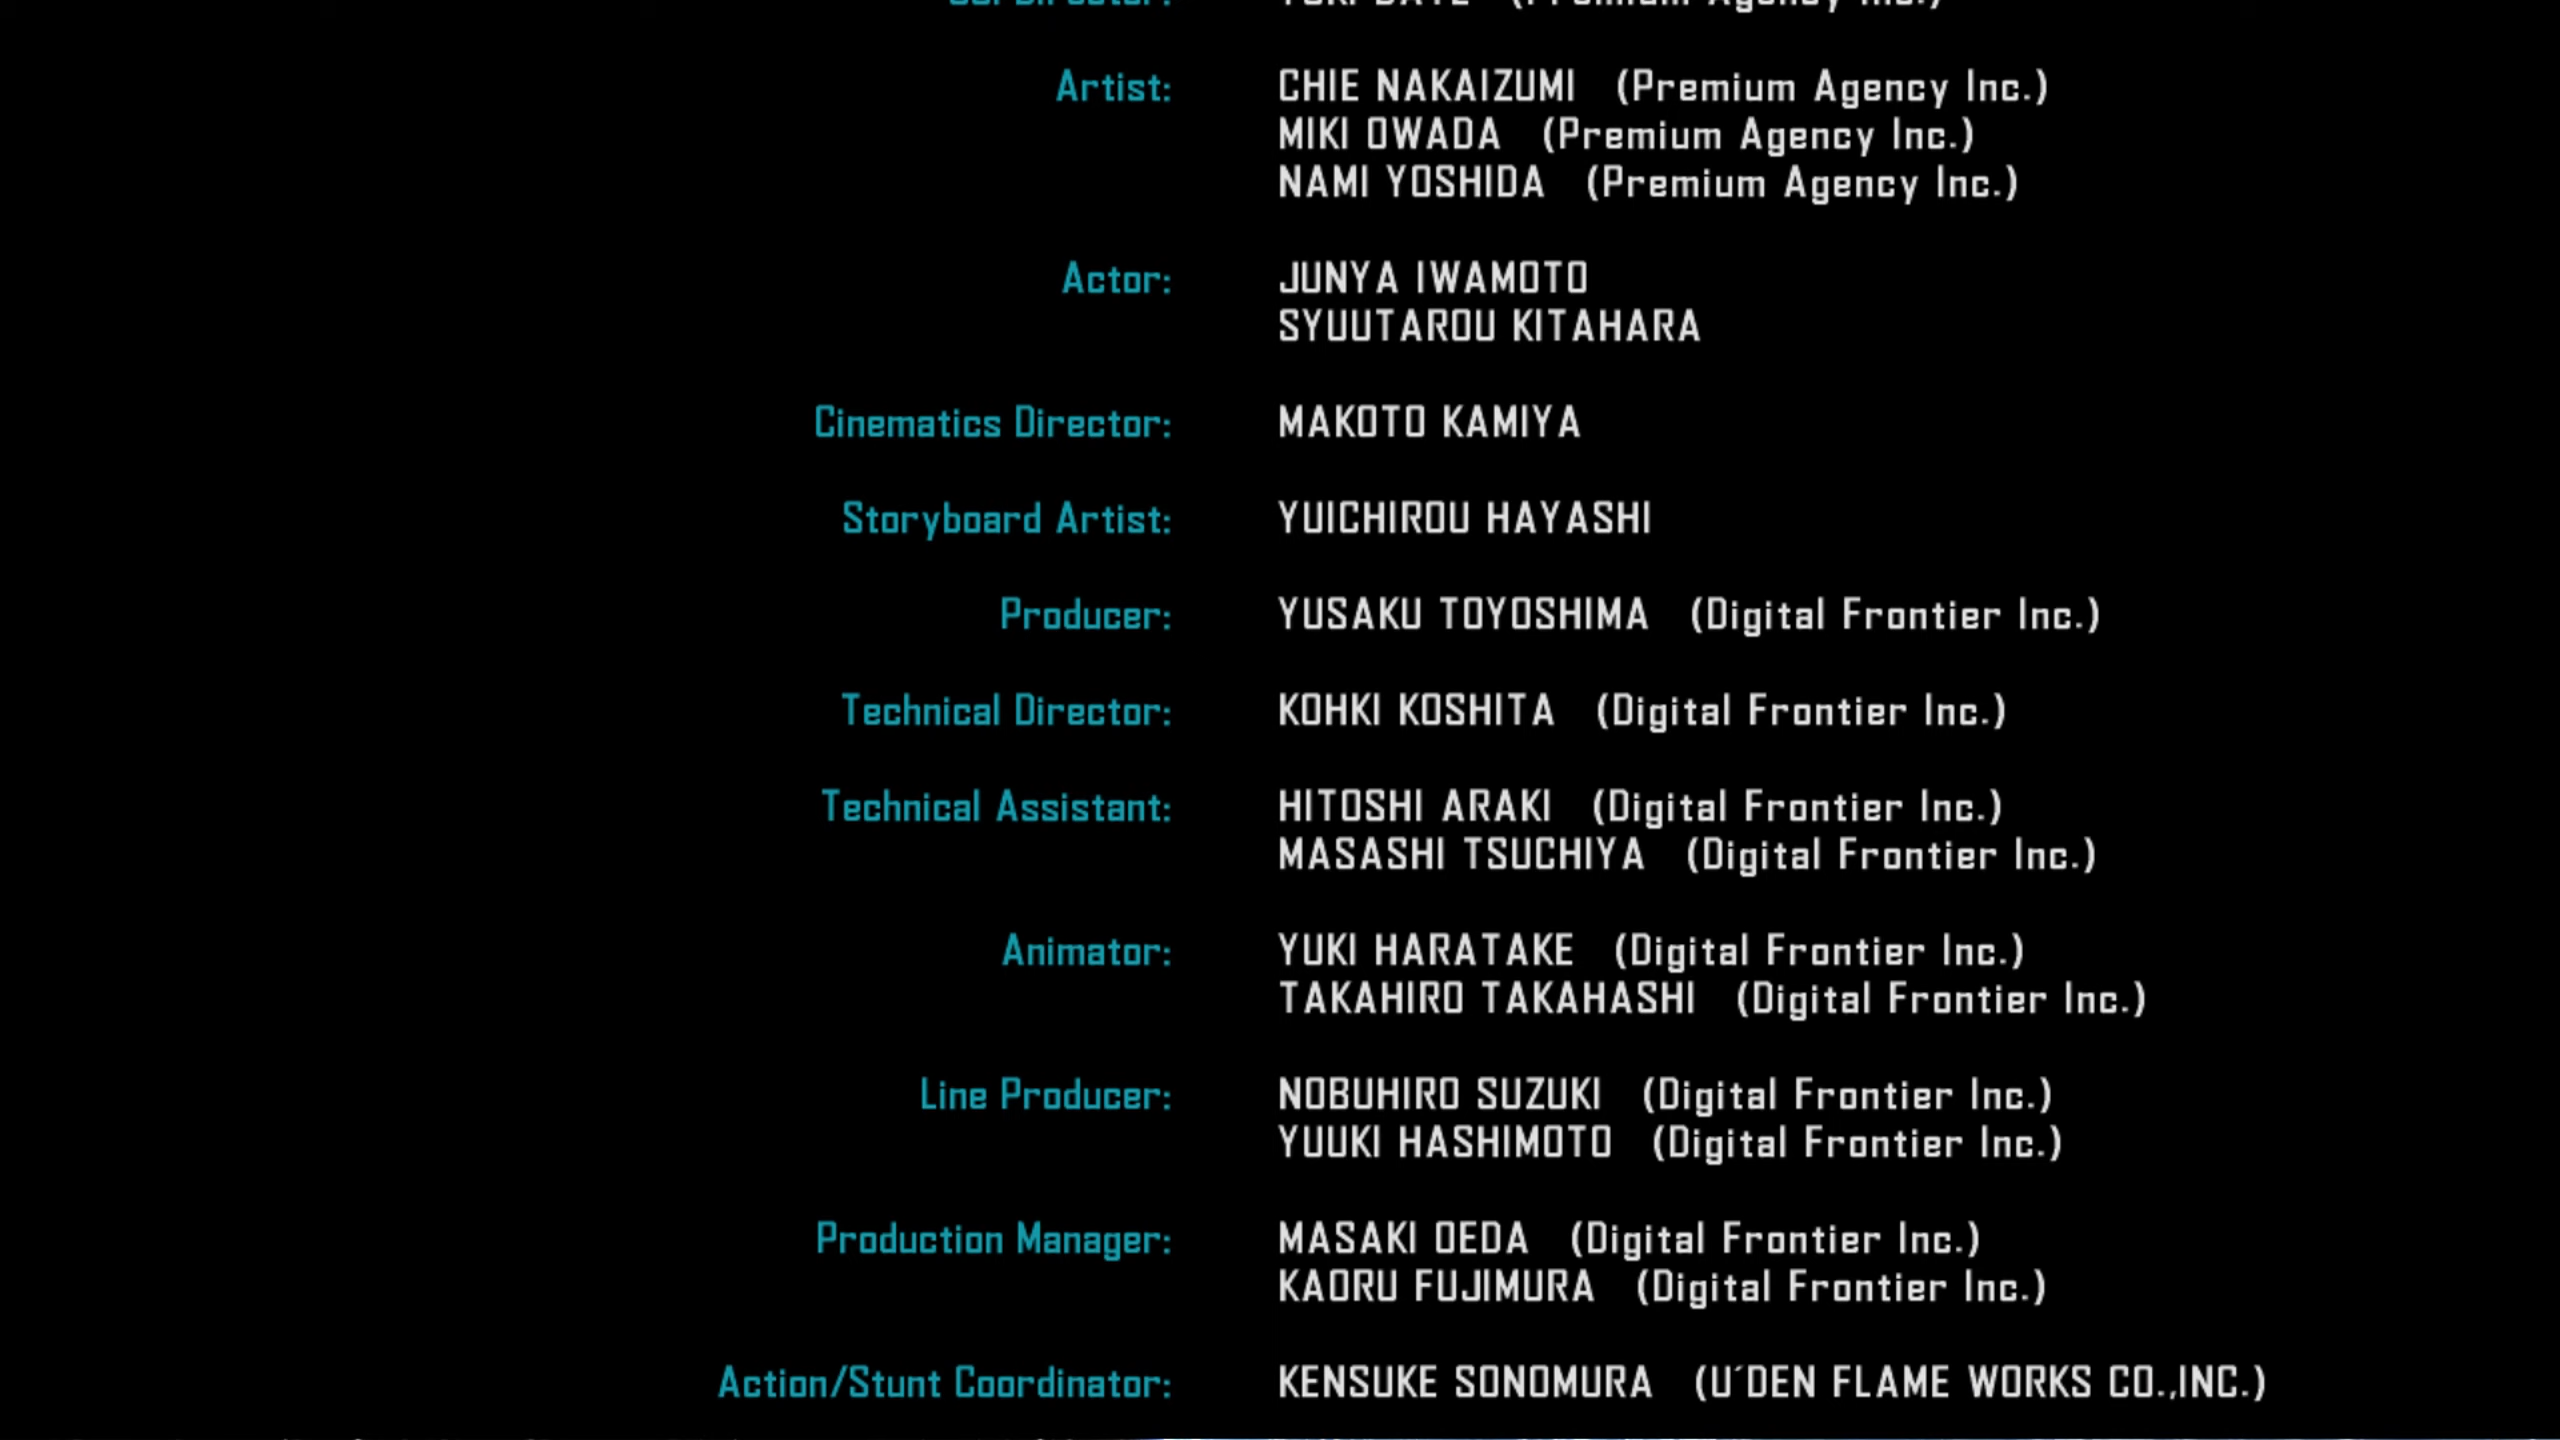 Artist: CHIE NAKAIZUMI (Premium Agency Inc.)
MIKI OWADA (Premium Agency Inc.)
NAMI YOSHIDA (Premium Agency Inc.)
Actor: JUNYA IWAMOTO
SYUUTAROU KITAHARA
Cinematics Director: MAKOTO KAMIYA
Storyboard Artist: YUICHIROU HAYASHI
Producer: YUSAKU TOYOSHIMA (Digital Frontier Inc.)
Technical Director: KOHKI KOSHITA (Digital Frontier Inc.)
Technical Assistant: HITOSHI ARAKI (Digital Frontier Inc.)
MASASHI TSUCHIYA (Digital Frontier Inc.)
Animator: YUKI HARATAKE (Digital Frontier Inc.)
TAKAHIRO TAKAHASHI (Digital Frontier Inc.)
Line Producer: NOBUHIRO SUZUKI (Digital Frontier Inc.)
YUUKI HASHIMOTO (Digital Frontier Inc.)
Production Manager: MASAKI OEDA (Digital Frontier Inc.)
KAORU FUJIMURA (Digital Frontier Inc.)
Action/Stunt Coordinator: KENSUKE SONOMURA (U´DEN FLAME WORKS CO.,INC.)